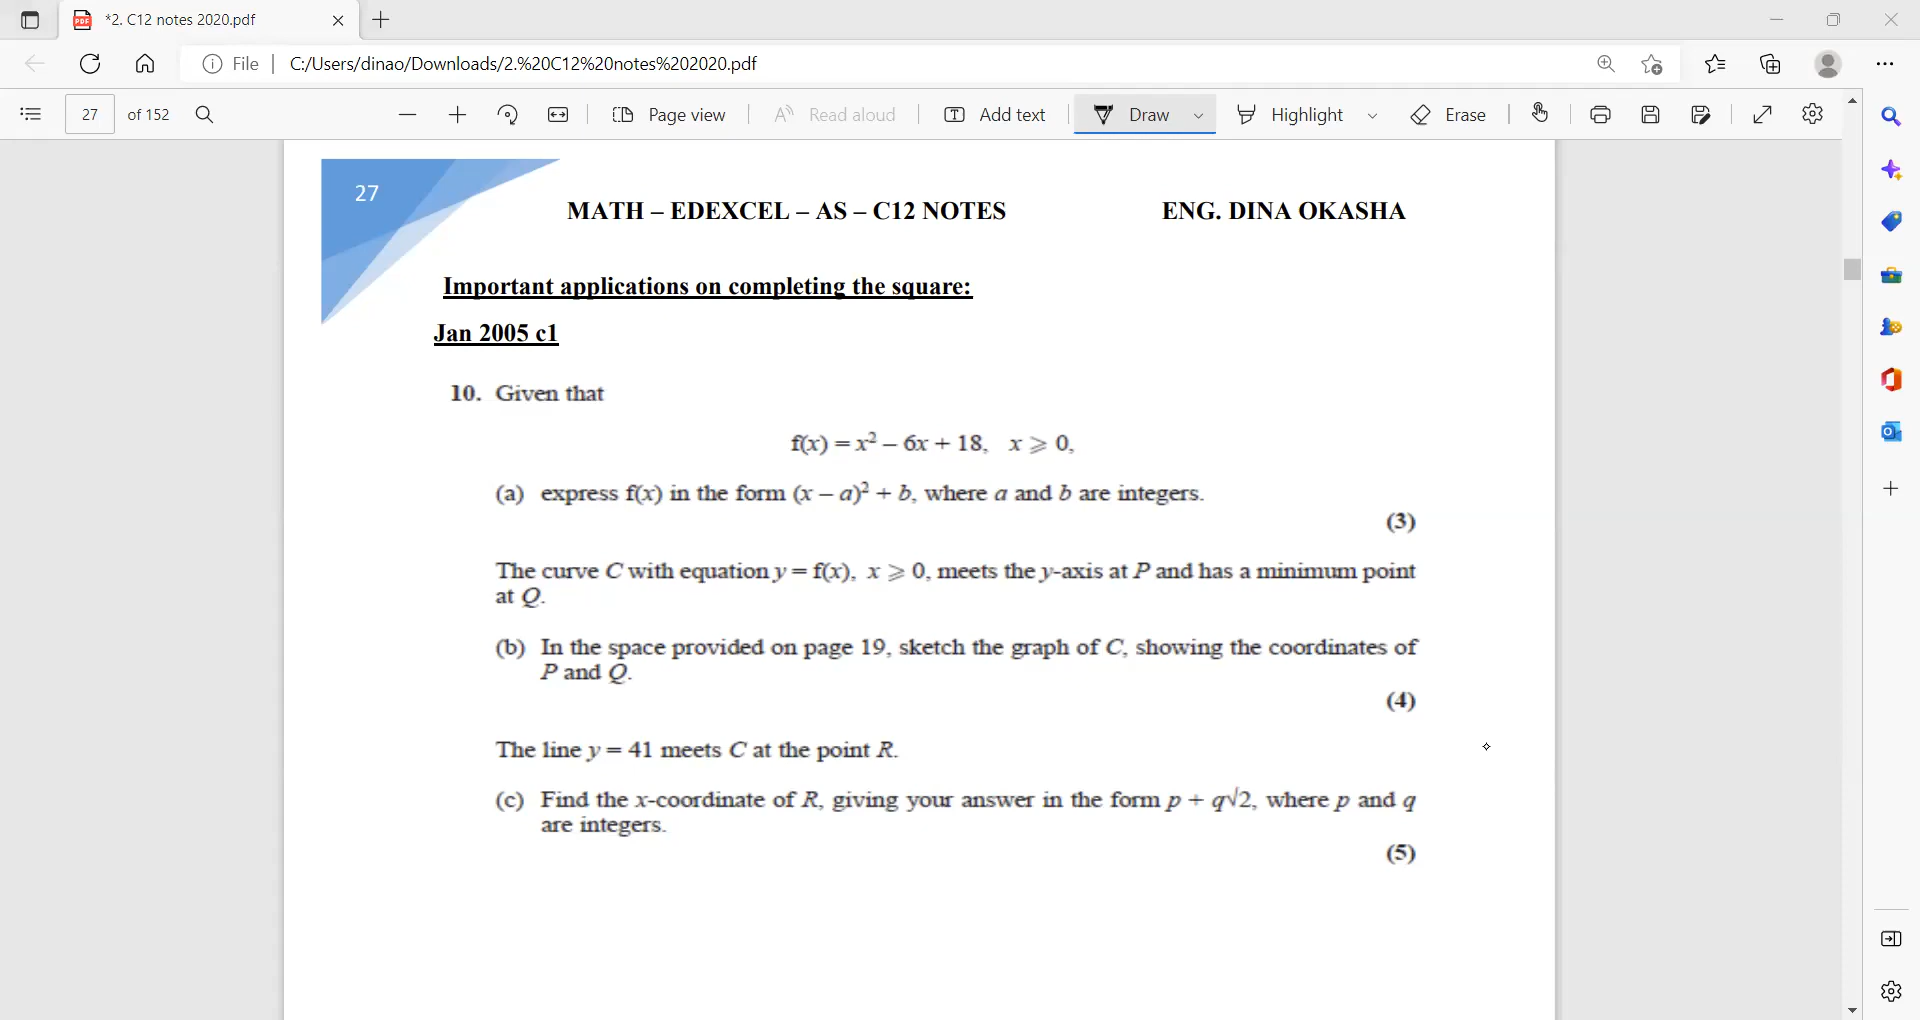 *2. C12 notes 2020.pdf
File | C:/Users/dinao/Downloads/2.%20C12%20notes%202020.pdf
27 of 152 Page view Read aloud Add text Draw Highlight Erase
27
MATH – EDEXCEL – AS – C12 NOTES ENG. DINA OKASHA
Important applications on completing the square:
Jan 2005 c1
10. Given that
f(x) = x² – 6x + 18, x ⩾ 0,
(a) express f(x) in the form (x – a)² + b, where a and b are integers.
(3)
The curve C with equation y = f(x), x ⩾ 0, meets the y-axis at P and has a minimum point
at Q.
(b) In the space provided on page 19, sketch the graph of C, showing the coordinates of
P and Q.
(4)
The line y = 41 meets C at the point R.
(c) Find the x-coordinate of R, giving your answer in the form p + q√2, where p and q
are integers.
(5)